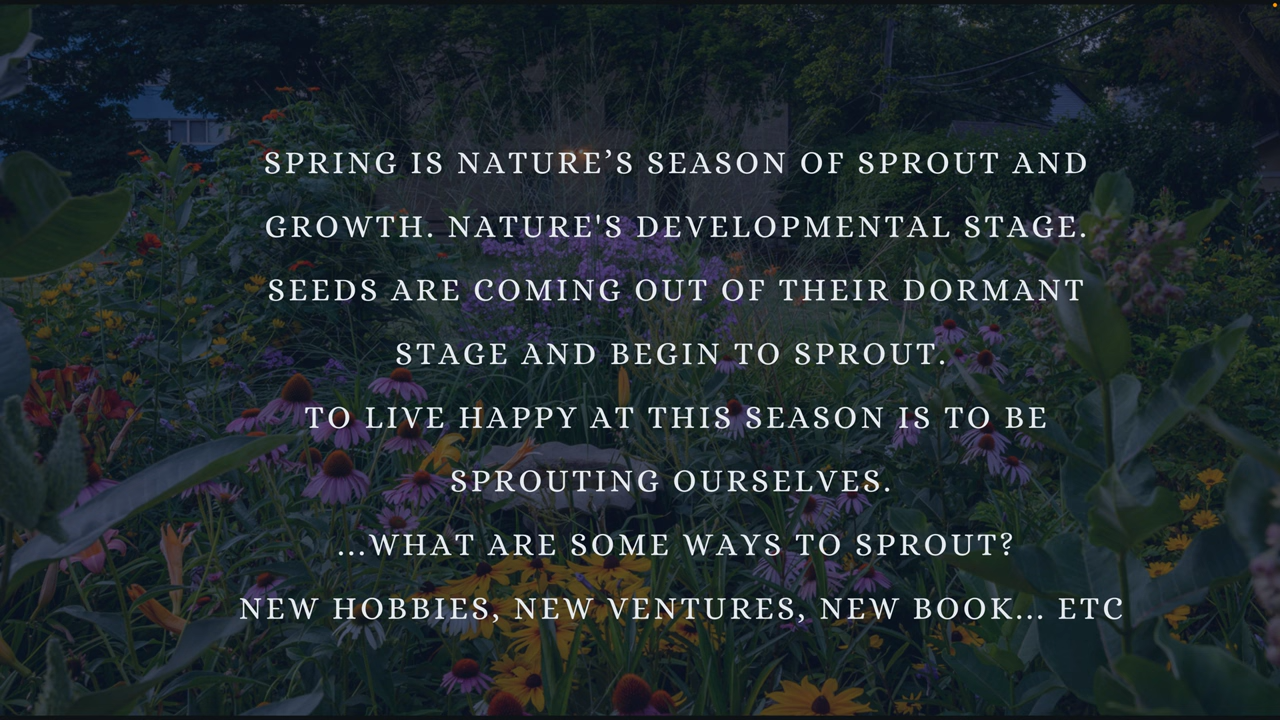 SPRING IS NATURE’S SEASON OF SPROUT AND
GROWTH. NATURE'S DEVELOPMENTAL STAGE.
SEEDS ARE COMING OUT OF THEIR DORMANT
STAGE AND BEGIN TO SPROUT.
TO LIVE HAPPY AT THIS SEASON IS TO BE
SPROUTING OURSELVES.
...WHAT ARE SOME WAYS TO SPROUT?
NEW HOBBIES, NEW VENTURES, NEW BOOK... ETC